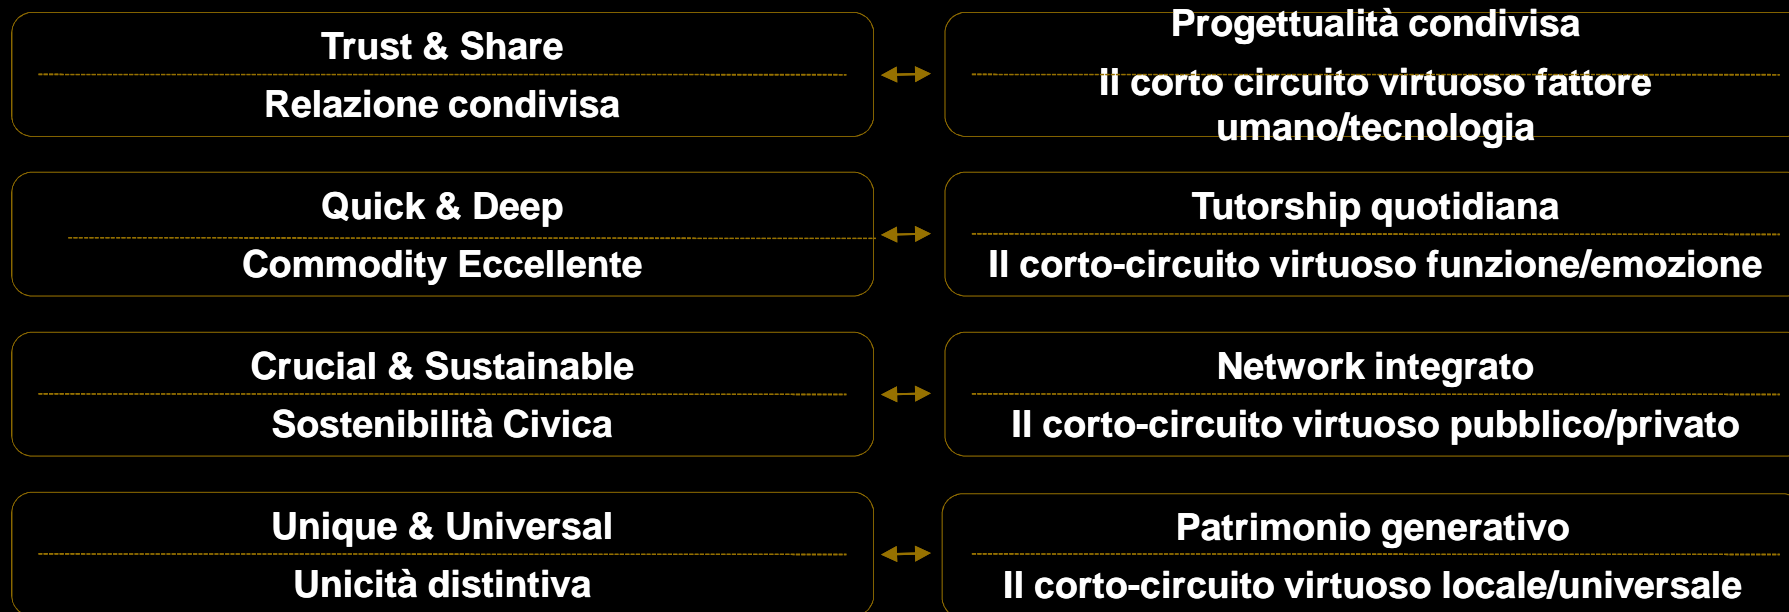 Trust & Share
Relazione condivisa
Progettualità condivisa
Il corto circuito virtuoso fattore
umano/tecnologia
Quick & Deep
Commodity Eccellente
Tutorship quotidiana
Il corto-circuito virtuoso funzione/emozione
Crucial & Sustainable
Sostenibilità Civica
Network integrato
Il corto-circuito virtuoso pubblico/privato
Unique & Universal
Unicità distintiva
Patrimonio generativo
Il corto-circuito virtuoso locale/universale